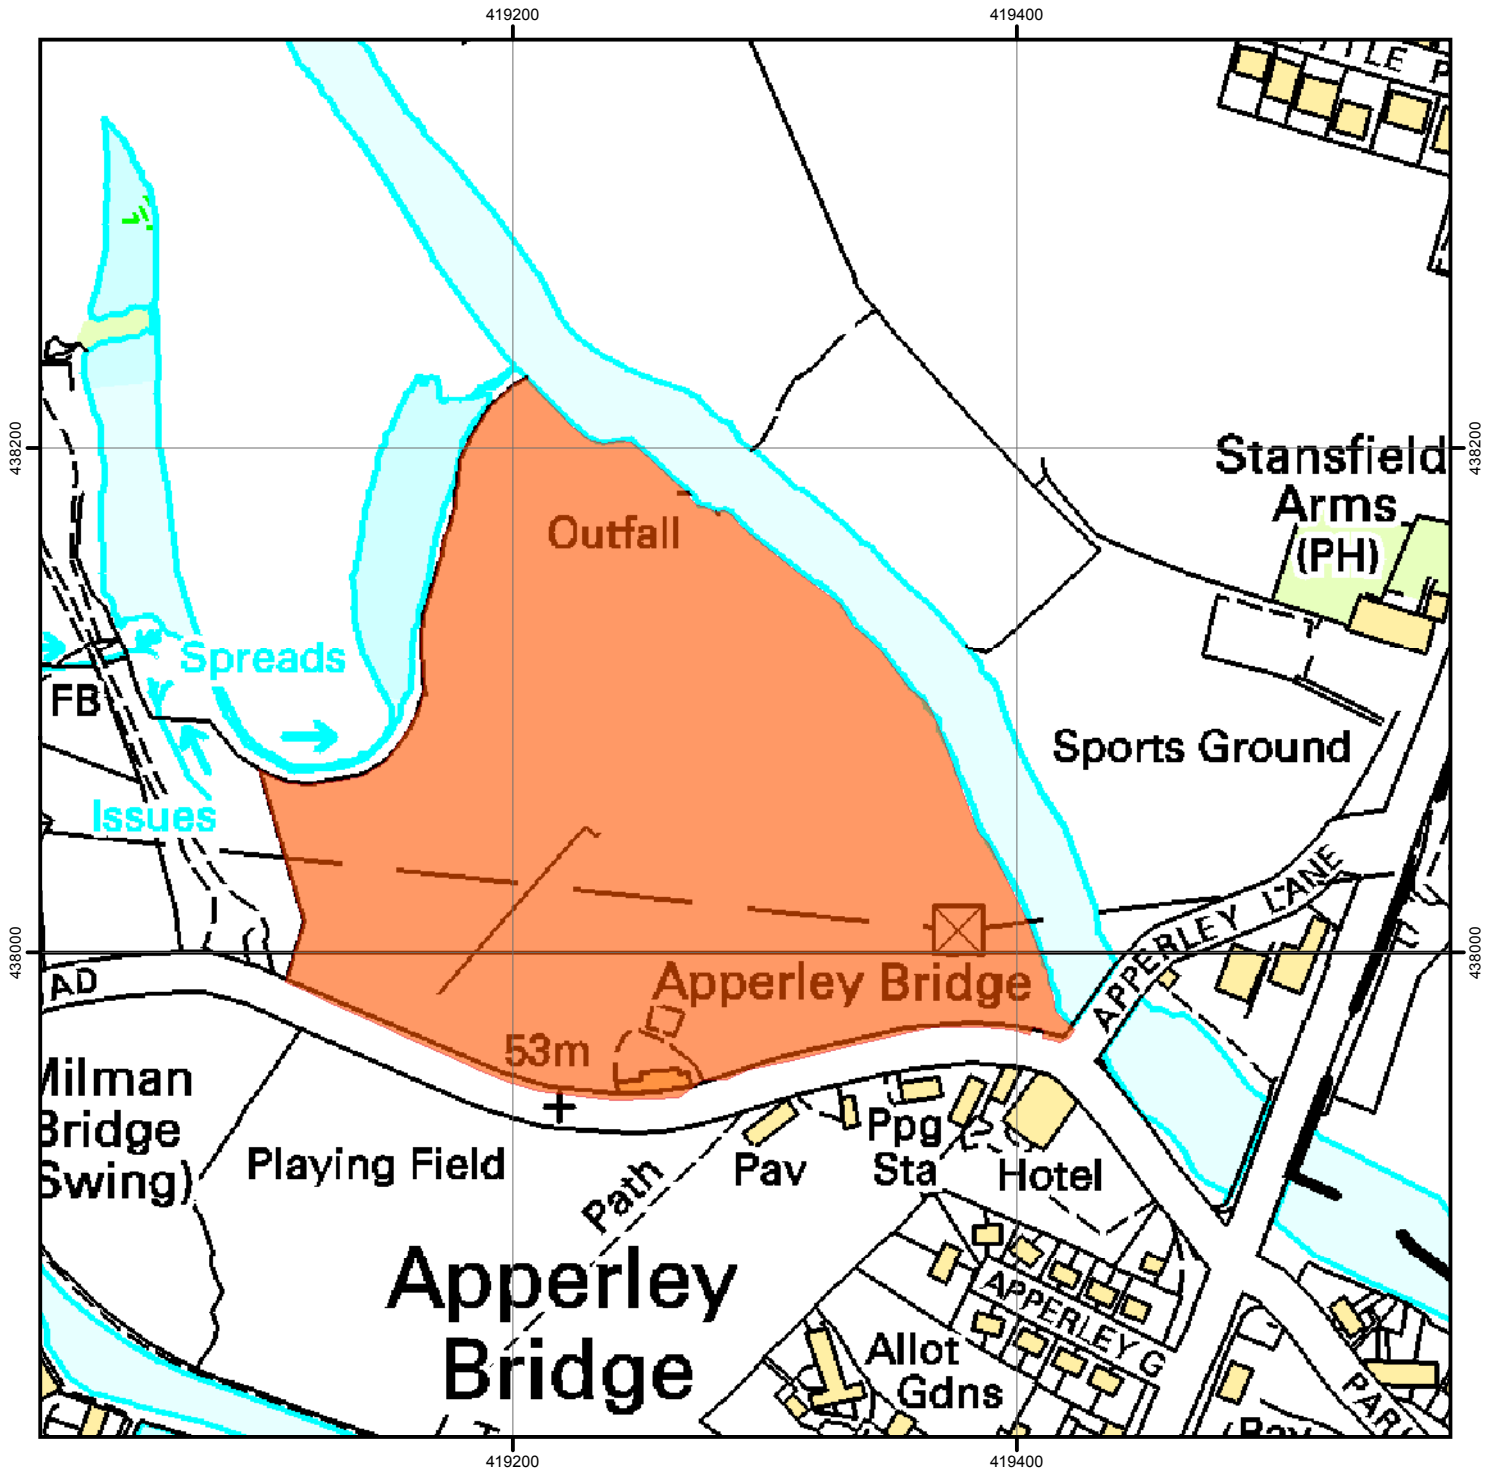 419200
419400
TLE P
438200
438200
Stansfield
Arms
(PH)
Outfall
Spreads
FB
Sports Ground
Issues
APPERLEY LANE
438000
438000
AD
Apperley Bridge
53m
Milman
Bridge
Swing)
Playing Field
Path
Pav
Ppg
Sta
Hotel
Apperley
Bridge
APPERLEY G
Allot
Gdns
PARK
419200
419400